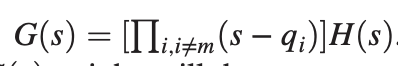 G(s) = [∏_{i,i≠m}(s − q_i)]H(s).